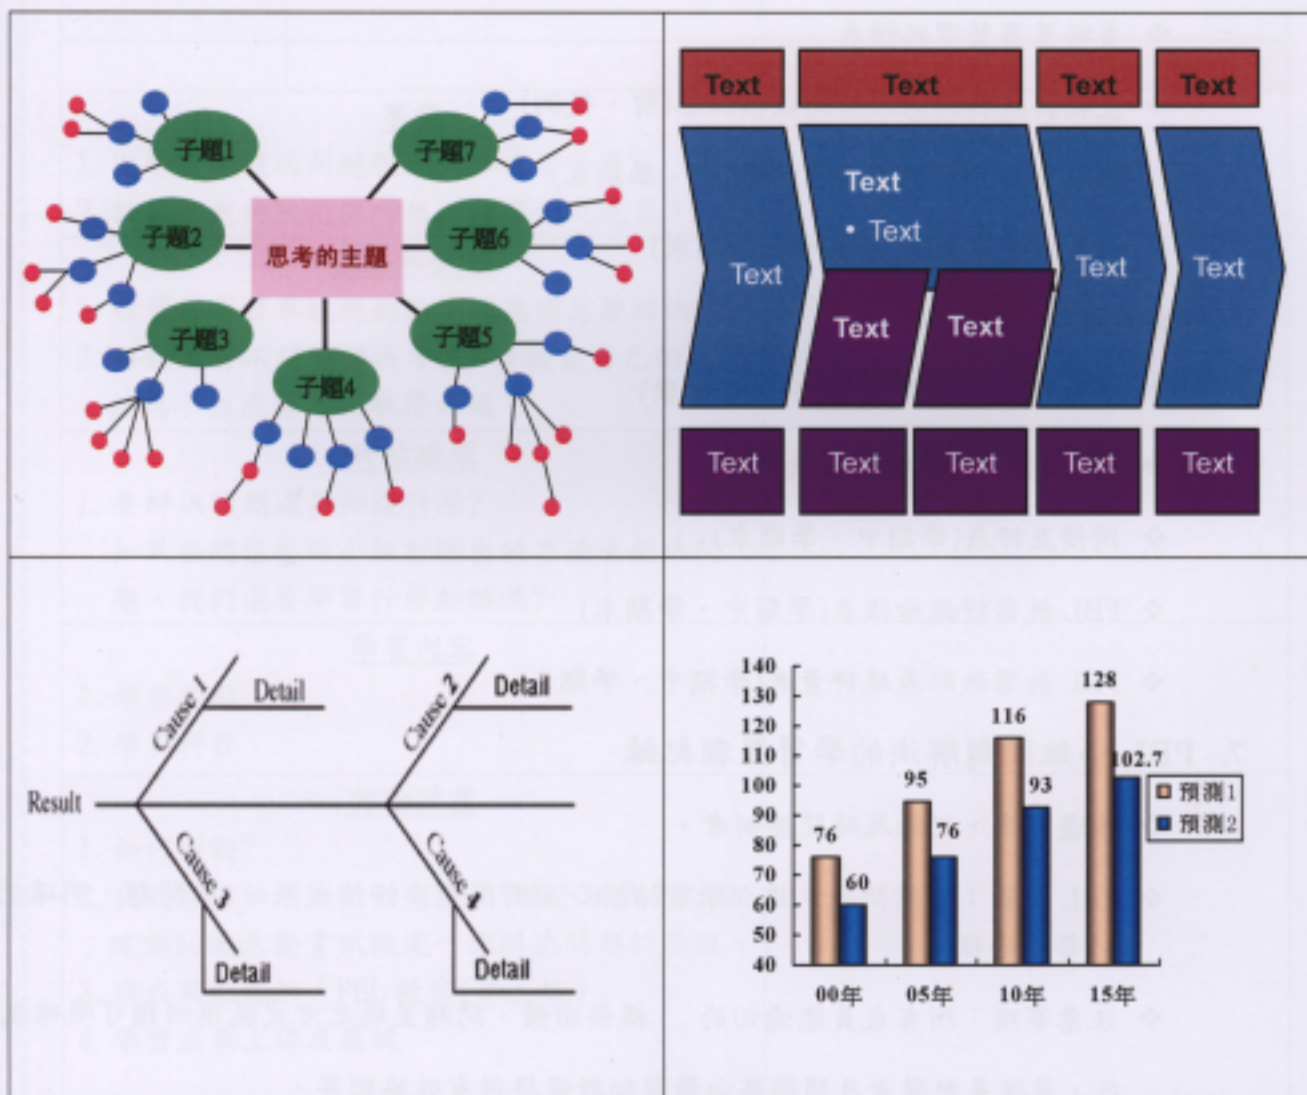 子題1
子題7
子題2
思考的主題
子題6
子題3
子題5
子題4
Text Text Text Text
Text
• Text
Text
Text
Text
Text Text
Text Text Text Text Text
Cause 1
Detail
Cause 2
Detail
Result
Cause 3
Detail
Cause 4
Detail
140
130
120
110
100
90
80
70
60
50
40
76
60
95
76
116
93
128
102.7
00年 05年 10年 15年
預測1
預測2